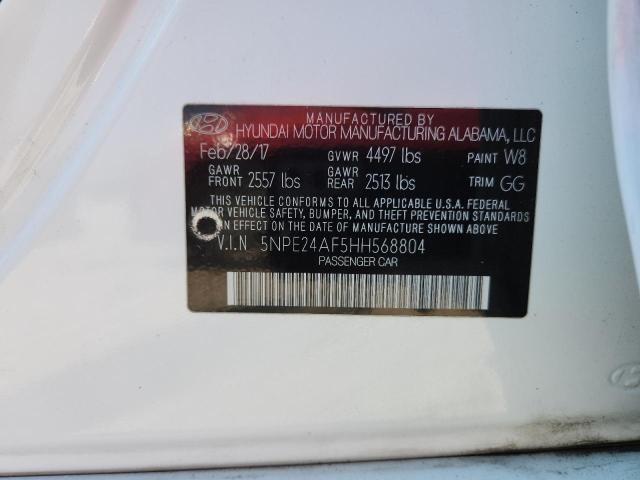 MANUFACTURED BY
HYUNDAI MOTOR MANUFACTURING ALABAMA, LLC
Feb/28/17 GVWR 4497 lbs PAINT W8
GAWR FRONT 2557 lbs GAWR REAR 2513 lbs TRIM GG
THIS VEHICLE CONFORMS TO ALL APPLICABLE U.S.A. FEDERAL
MOTOR VEHICLE SAFETY, BUMPER, AND THEFT PREVENTION STANDARDS
IN EFFECT ON THE DATE OF MANUFACTURE SHOWN ABOVE
V.I.N 5NPE24AF5HH568804
PASSENGER CAR